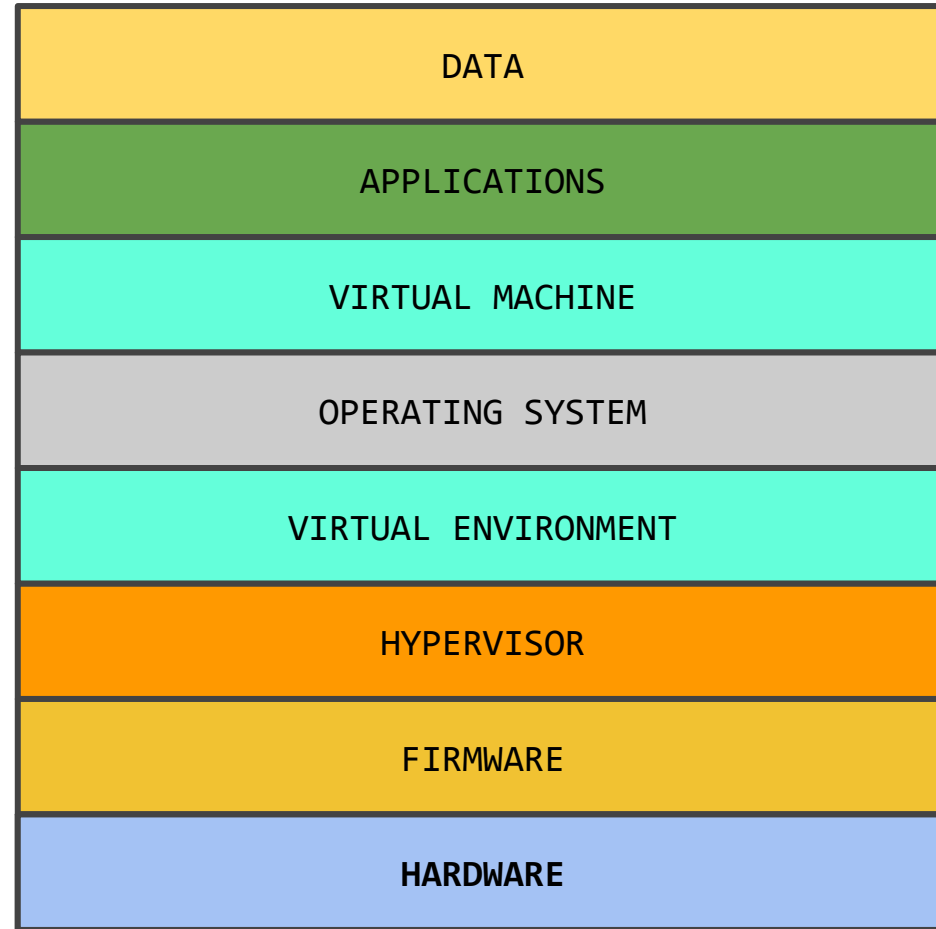 DATA
APPLICATIONS
VIRTUAL MACHINE
OPERATING SYSTEM
VIRTUAL ENVIRONMENT
HYPERVISOR
FIRMWARE
HARDWARE